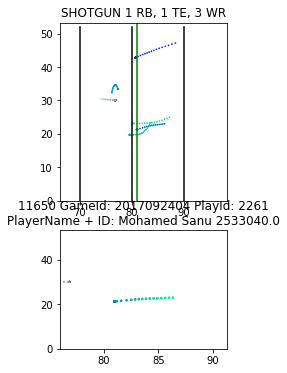 SHOTGUN 1 RB, 1 TE, 3 WR
50
40
30
20
10
0
70 80 90
11650 GameId: 2017092404 PlayId: 2261
PlayerName + ID: Mohamed Sanu 2533040.0
40
20
0
80 85 90